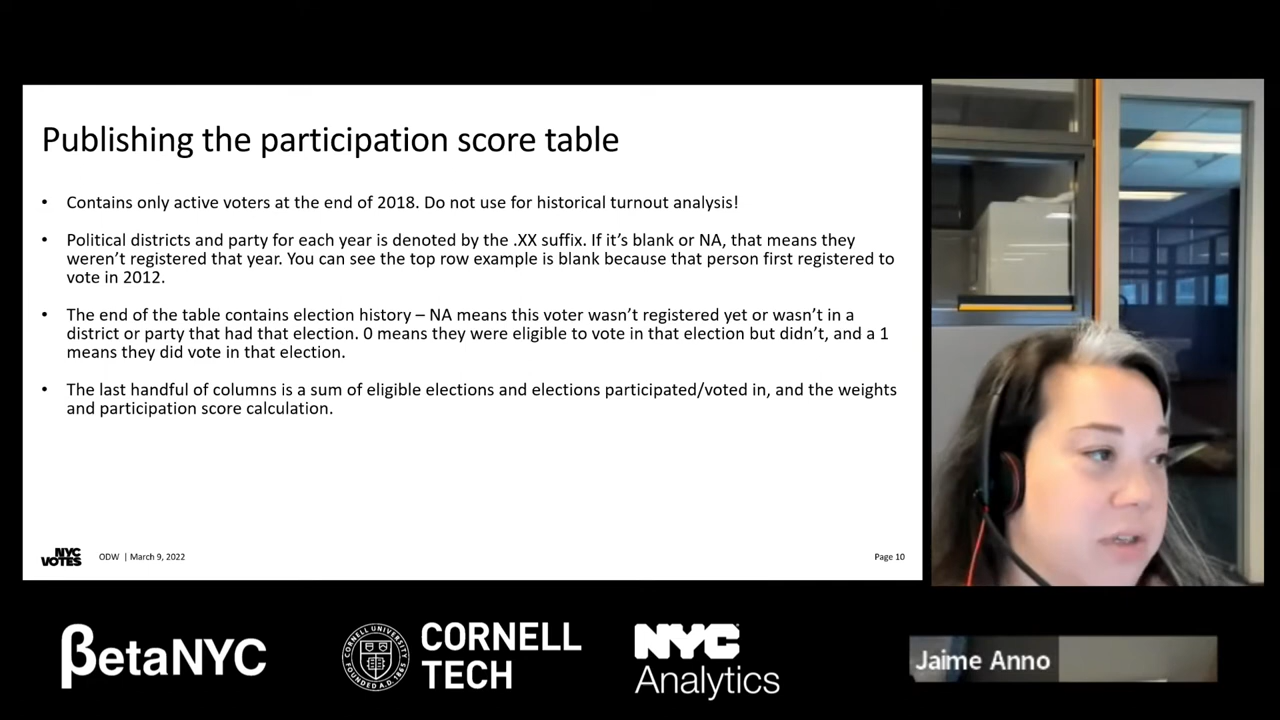 Publishing the participation score table
• Contains only active voters at the end of 2018. Do not use for historical turnout analysis!
• Political districts and party for each year is denoted by the .XX suffix. If it's blank or NA, that means they
weren't registered that year. You can see the top row example is blank because that person first registered to
vote in 2012.
• The end of the table contains election history – NA means this voter wasn't registered yet or wasn't in a
district or party that had that election. 0 means they were eligible to vote in that election but didn't, and a 1
means they did vote in that election.
• The last handful of columns is a sum of eligible elections and elections participated/voted in, and the weights
and participation score calculation.
NYC
VOTES
ODW | March 9, 2022
Page 10
βetaNYC
CORNELL UNIVERSITY
FOUNDED A.D. 1865
CORNELL
TECH
NYC
Analytics
Jaime Anno